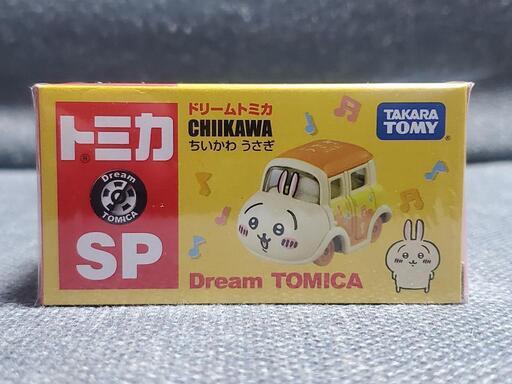 トミカ
®
Dream
TOMICA
SP
ドリームトミカ
CHIIKAWA
ちいかわ うさぎ
TAKARA
TOMY
Dream TOMICA